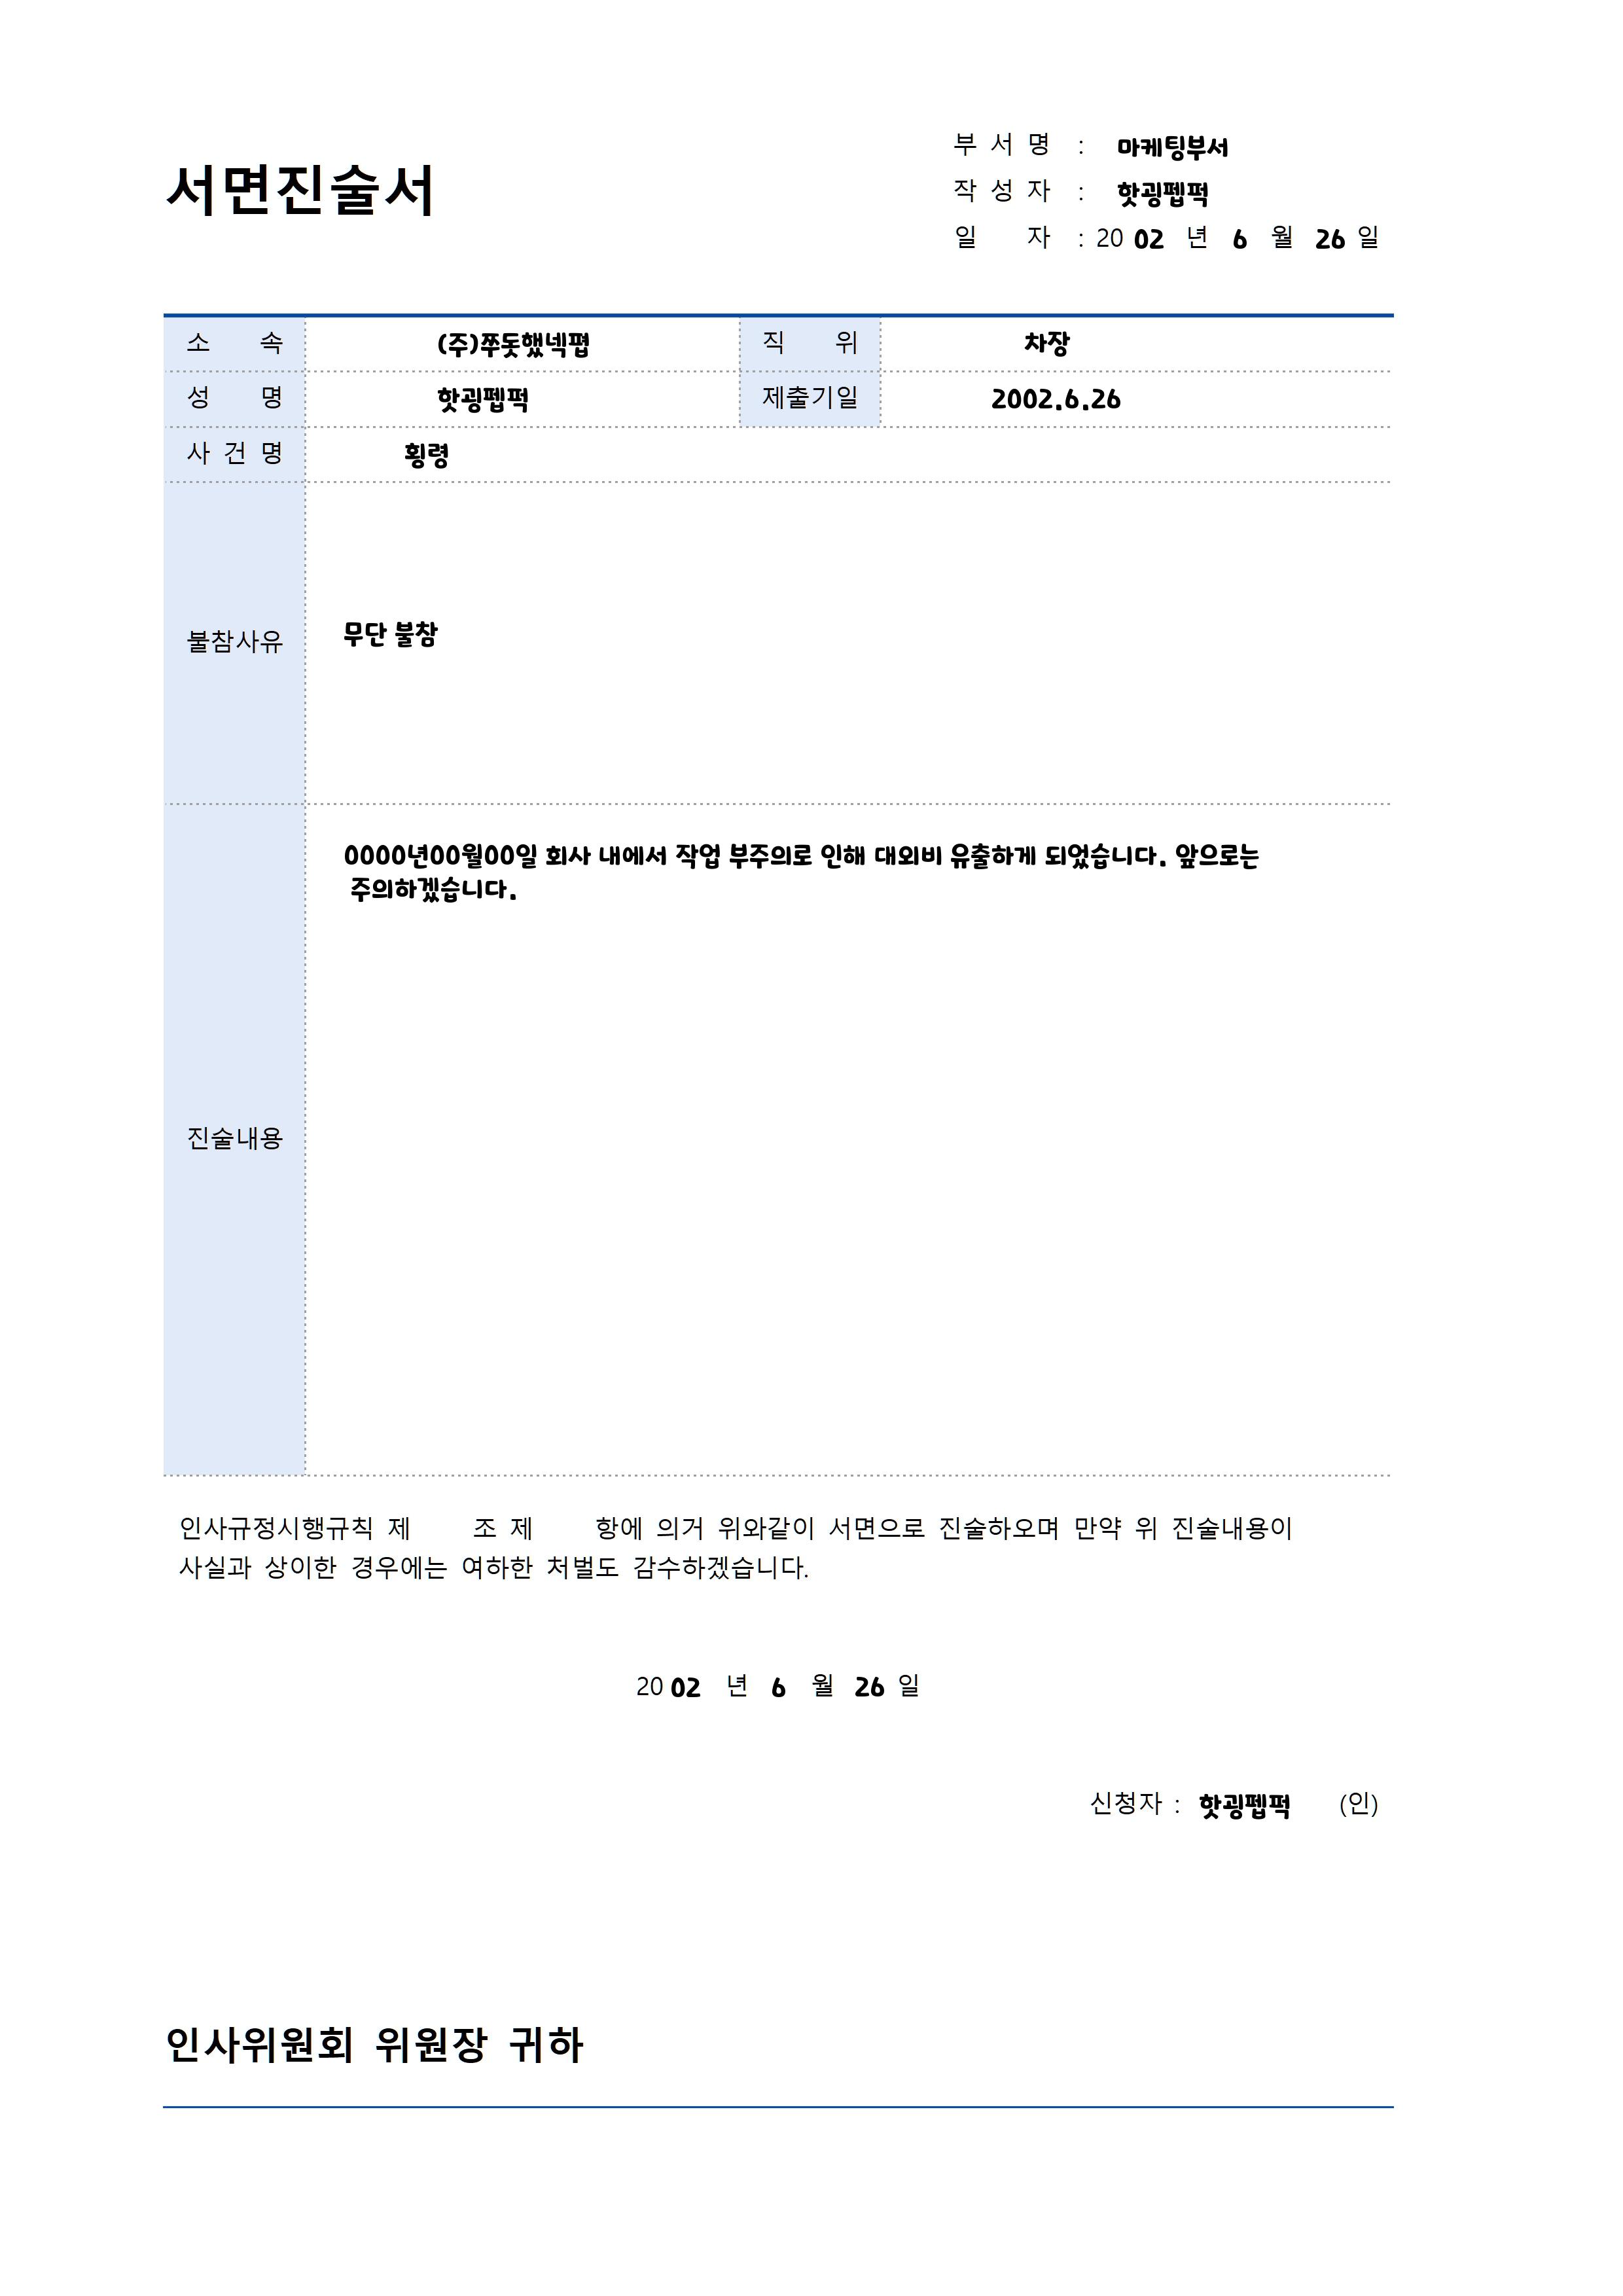 서면진술서
부 서 명 : 마케팅부서
작 성 자 : 핫굉펩퍽
일 자 : 20 02 년 6 월 26 일
소 속 (주)쭈돗했넥폅 직 위 차장
성 명 핫굉펩퍽 제출기일 2002.6.26
사 건 명 횡령
불참사유 무단 불참
0000년00월00일 회사 내에서 작업 부주의로 인해 대외비 유출하게 되었습니다. 앞으로는
주의하겠습니다.
진술내용
인사규정시행규칙 제 조 제 항에 의거 위와같이 서면으로 진술하오며 만약 위 진술내용이
사실과 상이한 경우에는 여하한 처벌도 감수하겠습니다.
20 02 년 6 월 26 일
신청자 : 핫굉펩퍽 (인)
인사위원회 위원장 귀하